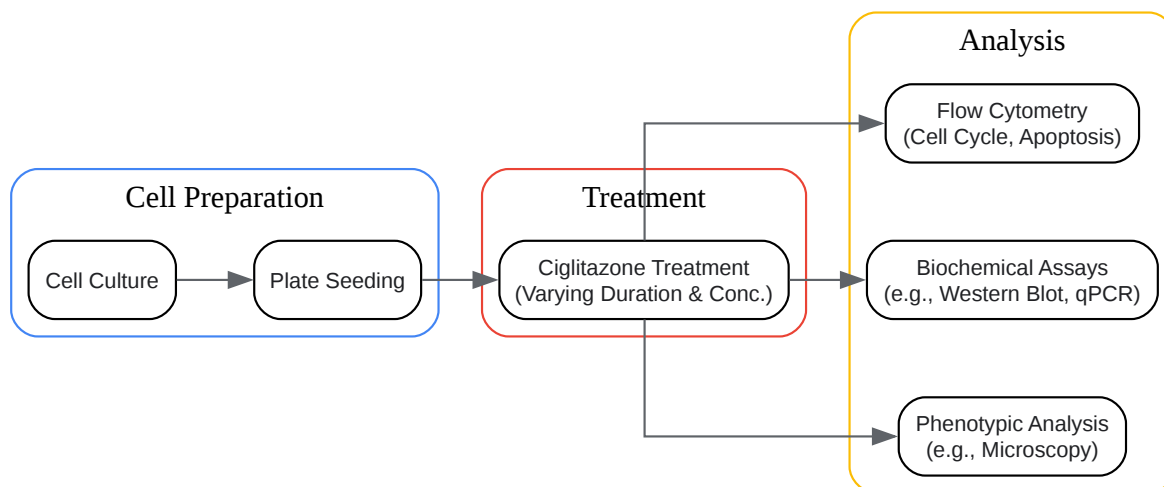 Cell Preparation
Cell Culture
Plate Seeding
Treatment
Ciglitazone Treatment
(Varying Duration & Conc.)
Analysis
Flow Cytometry
(Cell Cycle, Apoptosis)
Biochemical Assays
(e.g., Western Blot, qPCR)
Phenotypic Analysis
(e.g., Microscopy)